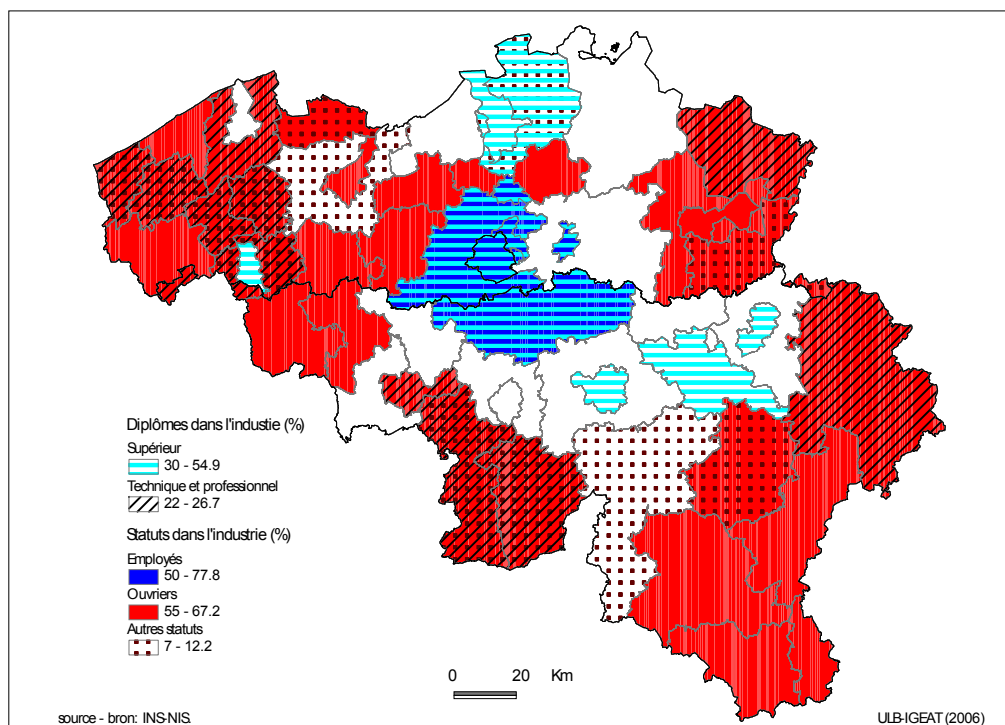 Diplômes dans l'industie (%)
Supérieur
30 - 54.9
Technique et professionnel
22 - 26.7
Statuts dans l'industrie (%)
Employés
50 - 77.8
Ouvriers
55 - 67.2
Autres statuts
7 - 12.2
0 20 Km
source - bron: INS-NIS.
ULB-IGEAT (2006)